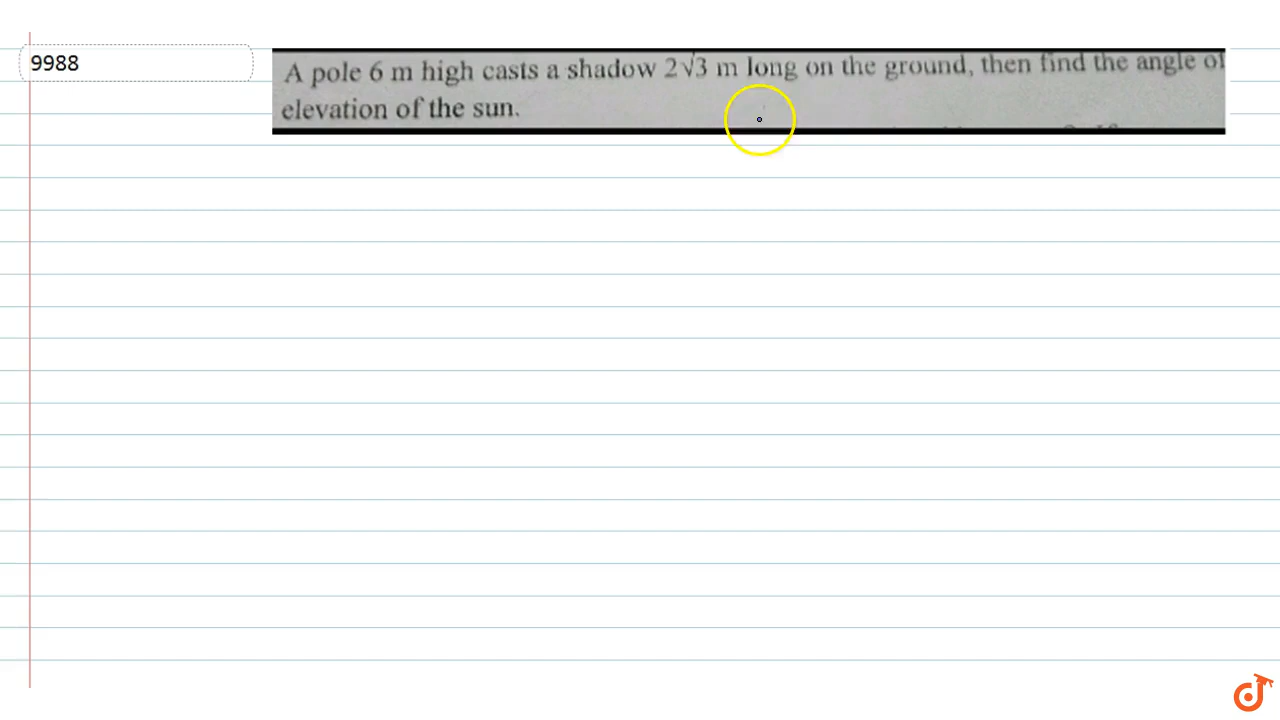 9988
A pole 6 m high casts a shadow 2√3 m long on the ground, then find the angle of
elevation of the sun.